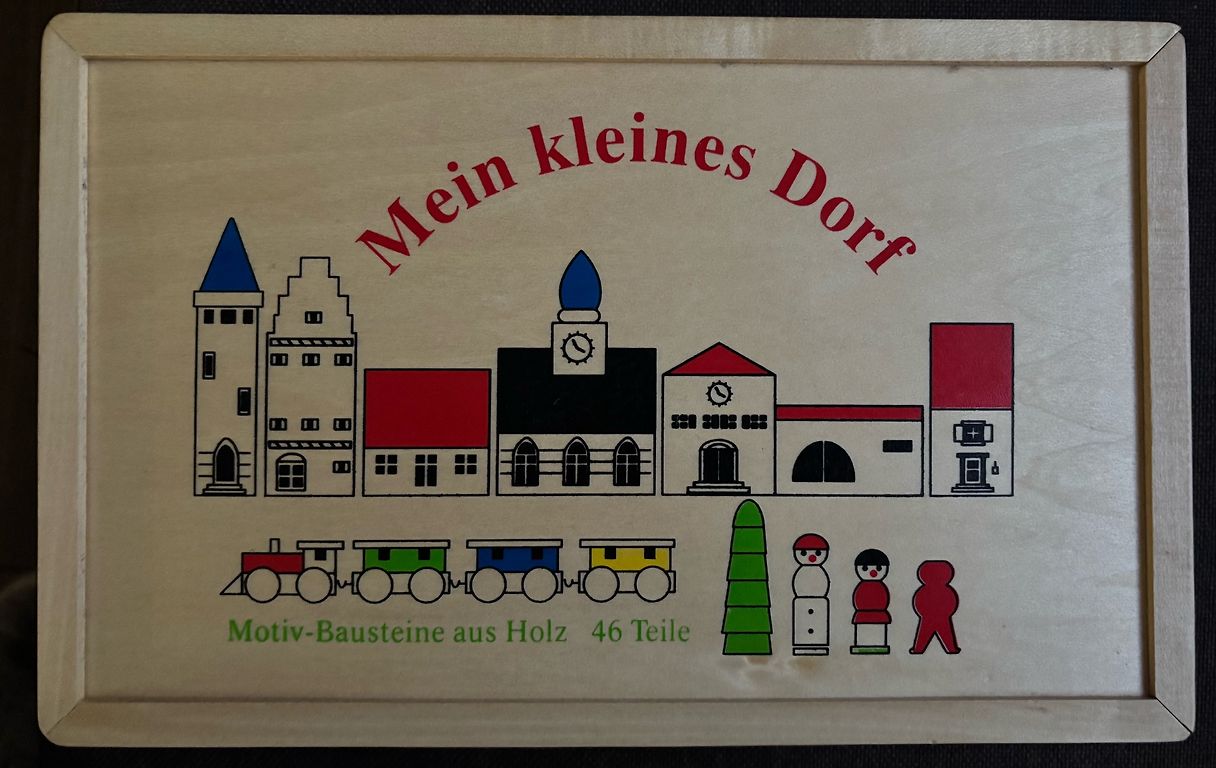 Mein kleines Dorf
Motiv-Bausteine aus Holz 46 Teile